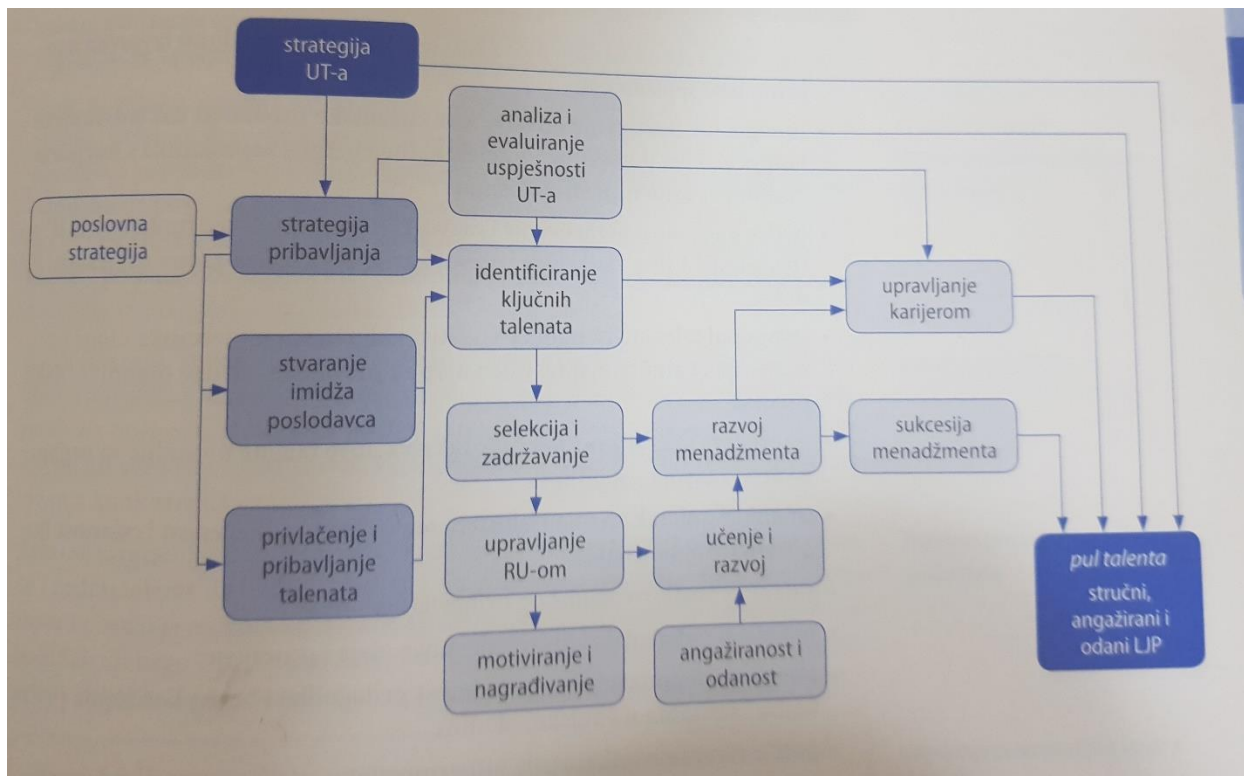 strategija
UT-a
analiza i
evaluiranje
uspješnosti
UT-a
poslovna
strategija
strategija
pribavljanja
identificiranje
ključnih
talenata
upravljanje
karijerom
stvaranje
imidža
poslodavca
selekcija i
zadržavanje
razvoj
menadžmenta
sukcesija
menadžmenta
privlačenje i
pribavljanje
talenata
upravljanje
RU-om
učenje i
razvoj
pul talenta
stručni,
angažirani i
odani LJP
motiviranje i
nagrađivanje
angažiranost i
odanost